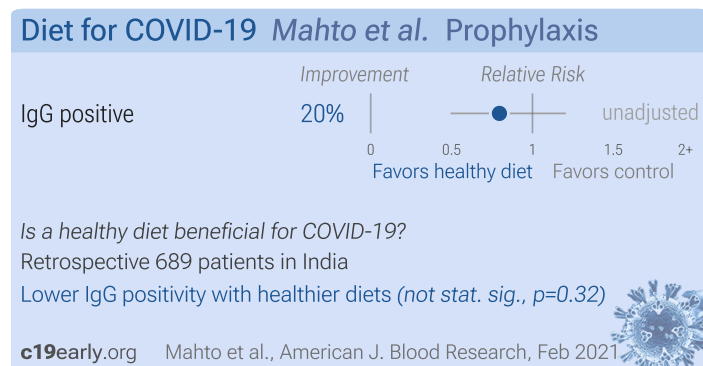 Diet for COVID-19 Mahto et al. Prophylaxis
Improvement Relative Risk
IgG positive 20% unadjusted
0 0.5 1 1.5 2+
Favors healthy diet Favors control
Is a healthy diet beneficial for COVID-19?
Retrospective 689 patients in India
Lower IgG positivity with healthier diets (not stat. sig., p=0.32)
c19early.org Mahto et al., American J. Blood Research, Feb 2021